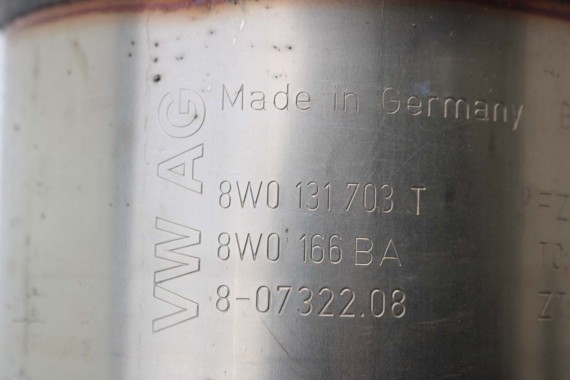 VW AG
Made in Germany
8W0 131 703 T
8W0 166 BA
8-07322.08